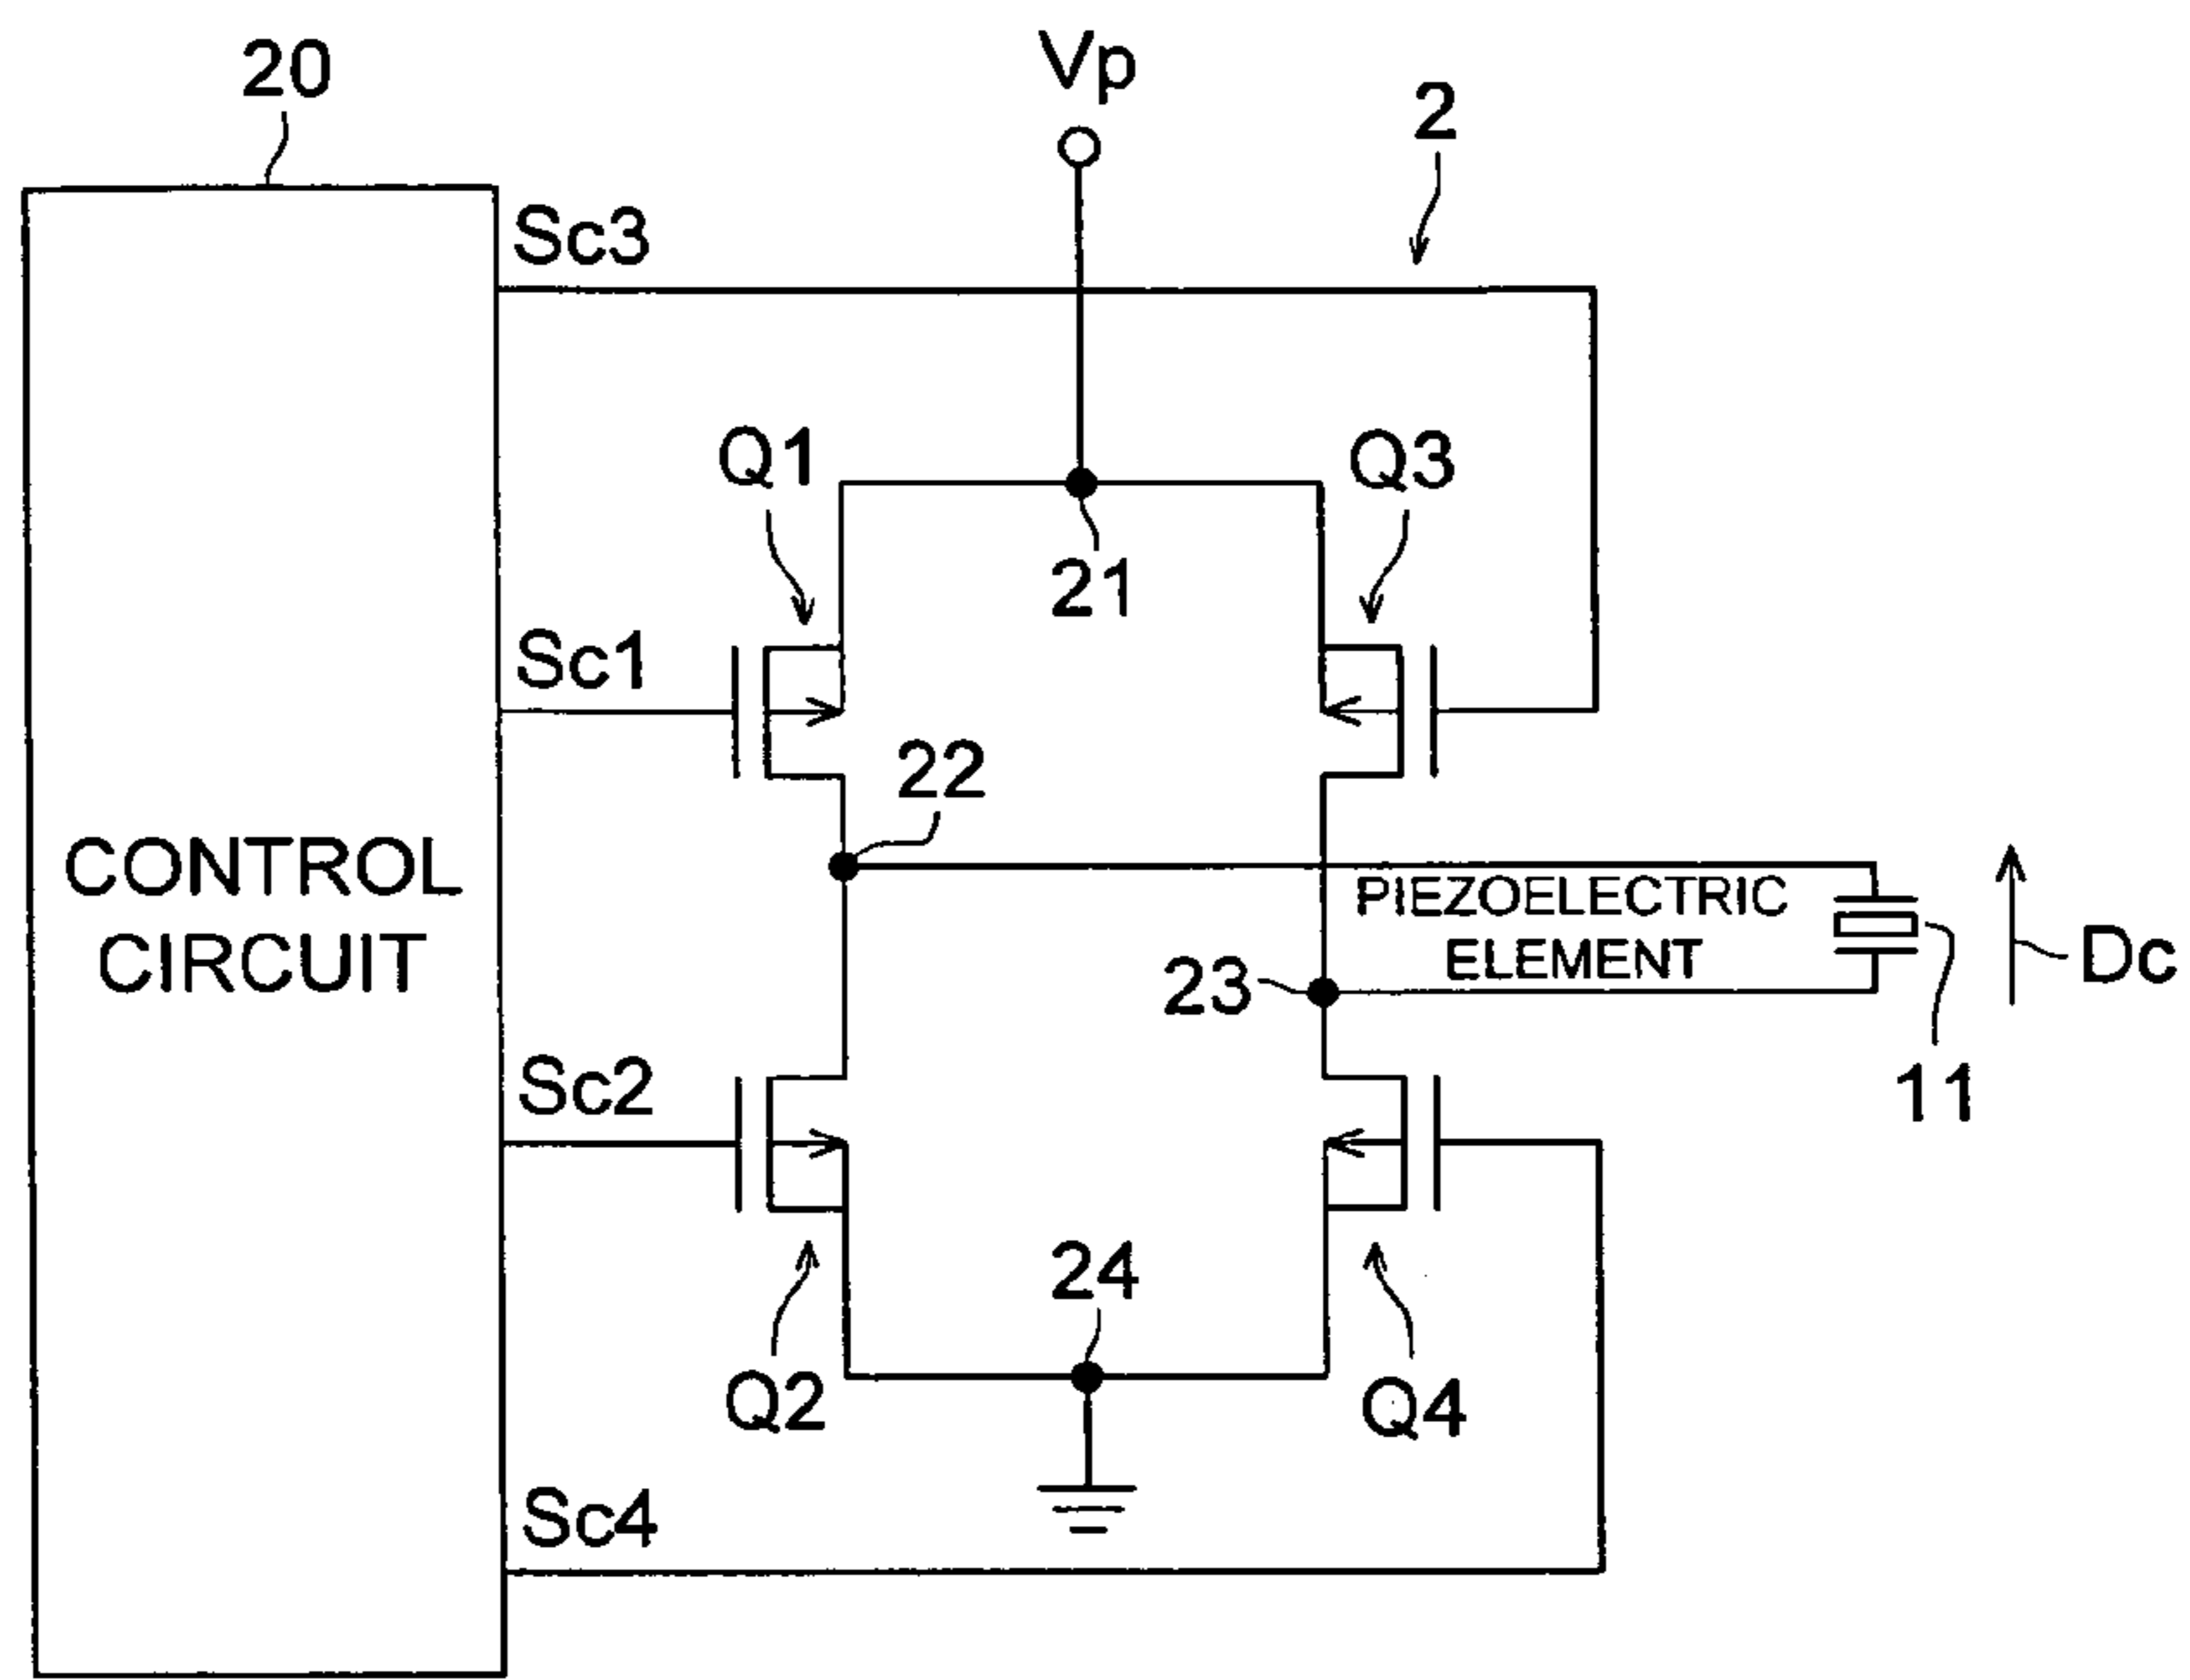 20
Vp
2
Sc3
Q1
Q3
21
Sc1
22
CONTROL
CIRCUIT
PIEZOELECTRIC
ELEMENT
23
Dc
11
Sc2
24
Q2
Q4
Sc4